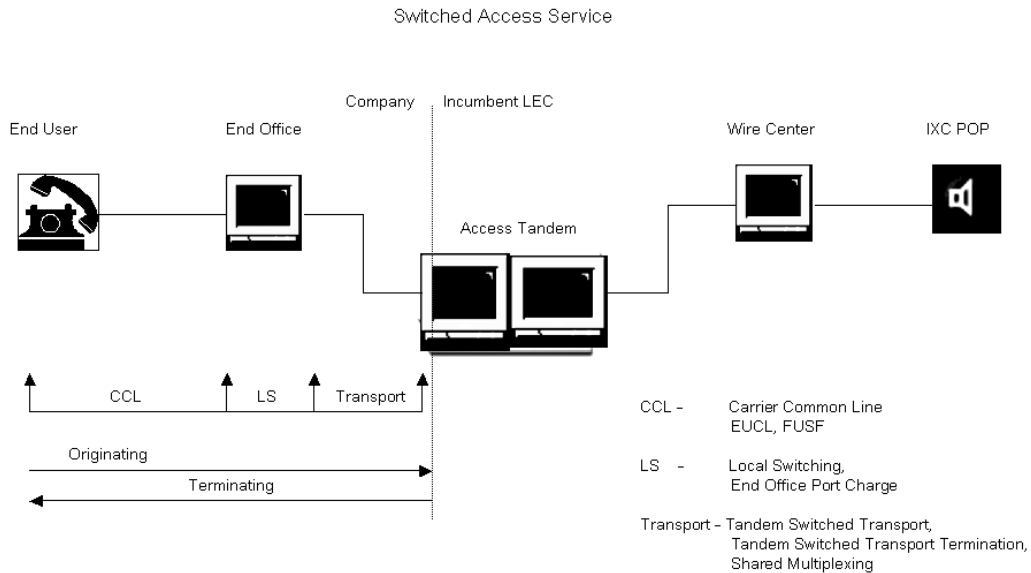 Switched Access Service
Company
Incumbent LEC
End User
End Office
Wire Center
IXC POP
Access Tandem
CCL
LS
Transport
Originating
Terminating
CCL - Carrier Common Line
EUCL, FUSF
LS - Local Switching,
End Office Port Charge
Transport - Tandem Switched Transport,
Tandem Switched Transport Termination,
Shared Multiplexing